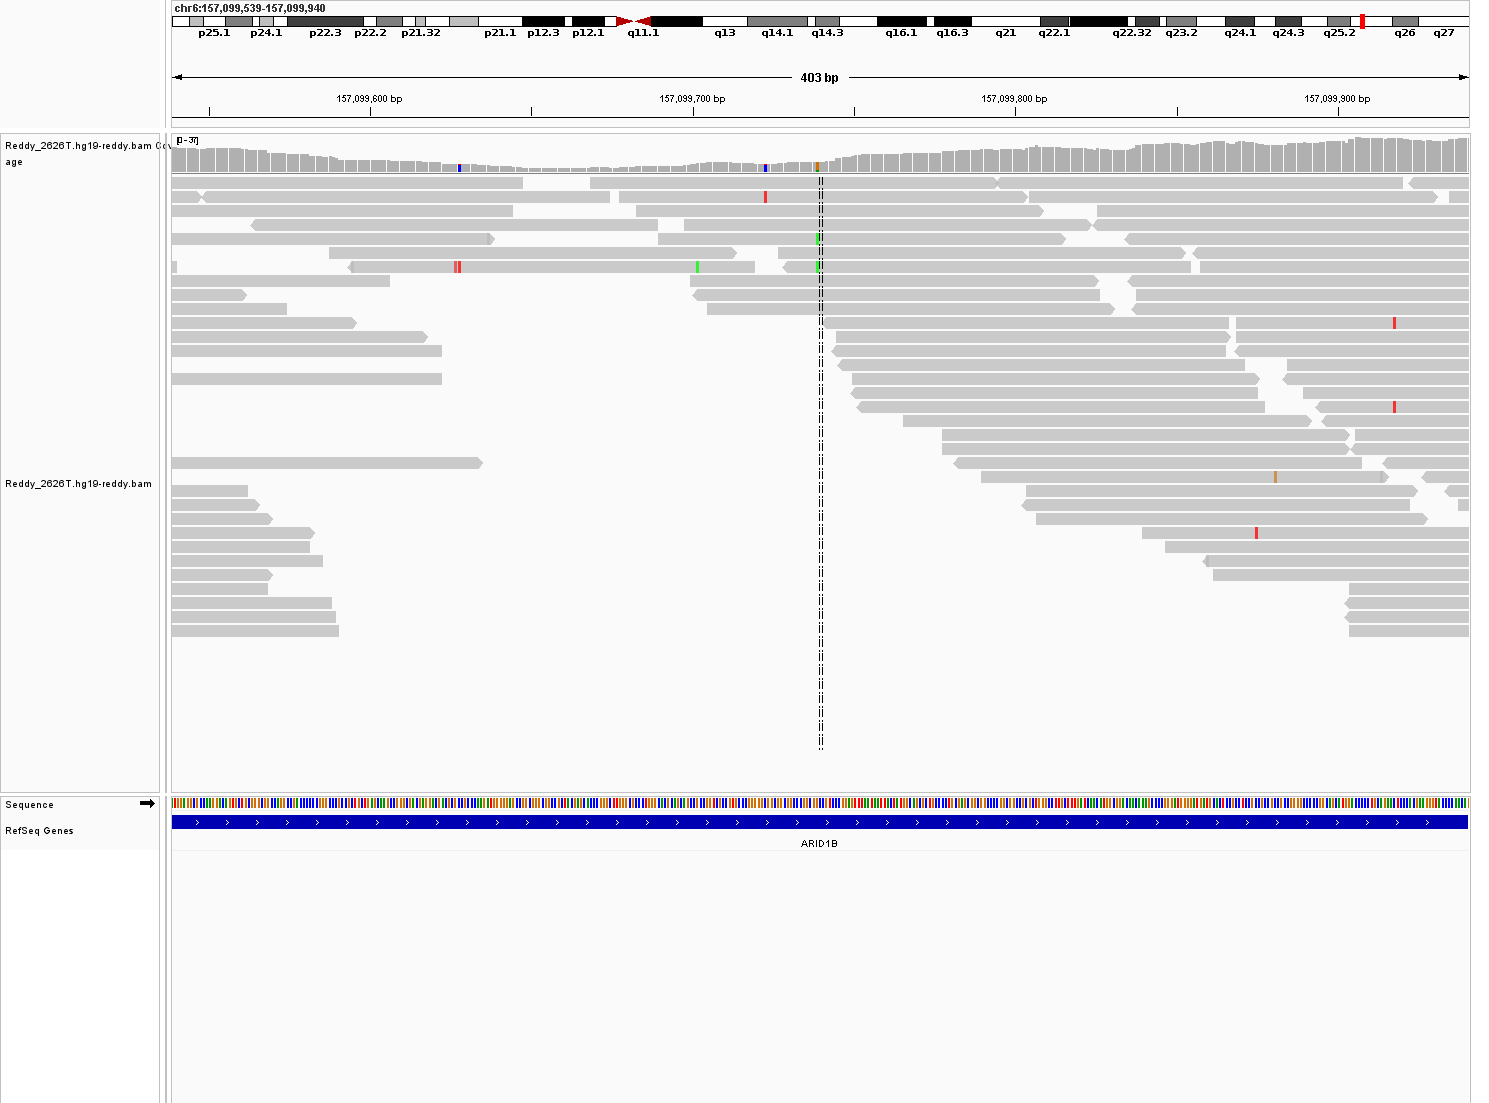 chr6:157,099,539-157,099,940
p25.1 p24.1 p22.3 p22.2 p21.32 p21.1 p12.3 p12.1 q11.1 q13 q14.1 q14.3 q16.1 q16.3 q21 q22.1 q22.32 q23.2 q24.1 q24.3 q25.2 q26 q27
403 bp
157,099,600 bp 157,099,700 bp 157,099,800 bp 157,099,900 bp
[0 - 37]
Reddy_2626T.hg19-reddy.bam Cov
age
Reddy_2626T.hg19-reddy.bam
Sequence
RefSeq Genes
ARID1B